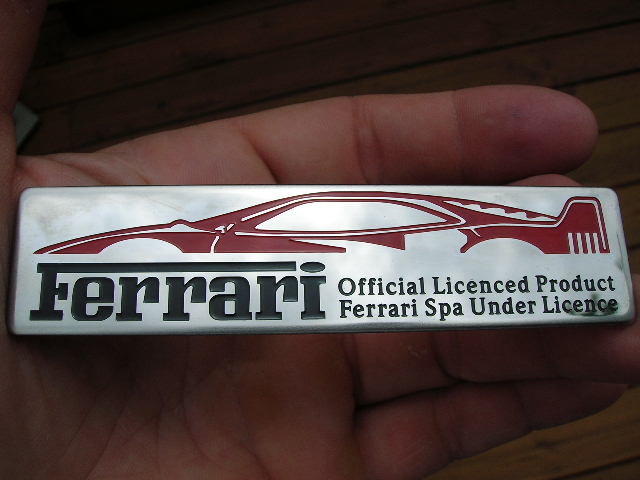 Ferrari
Official Licenced Product
Ferrari Spa Under Licence